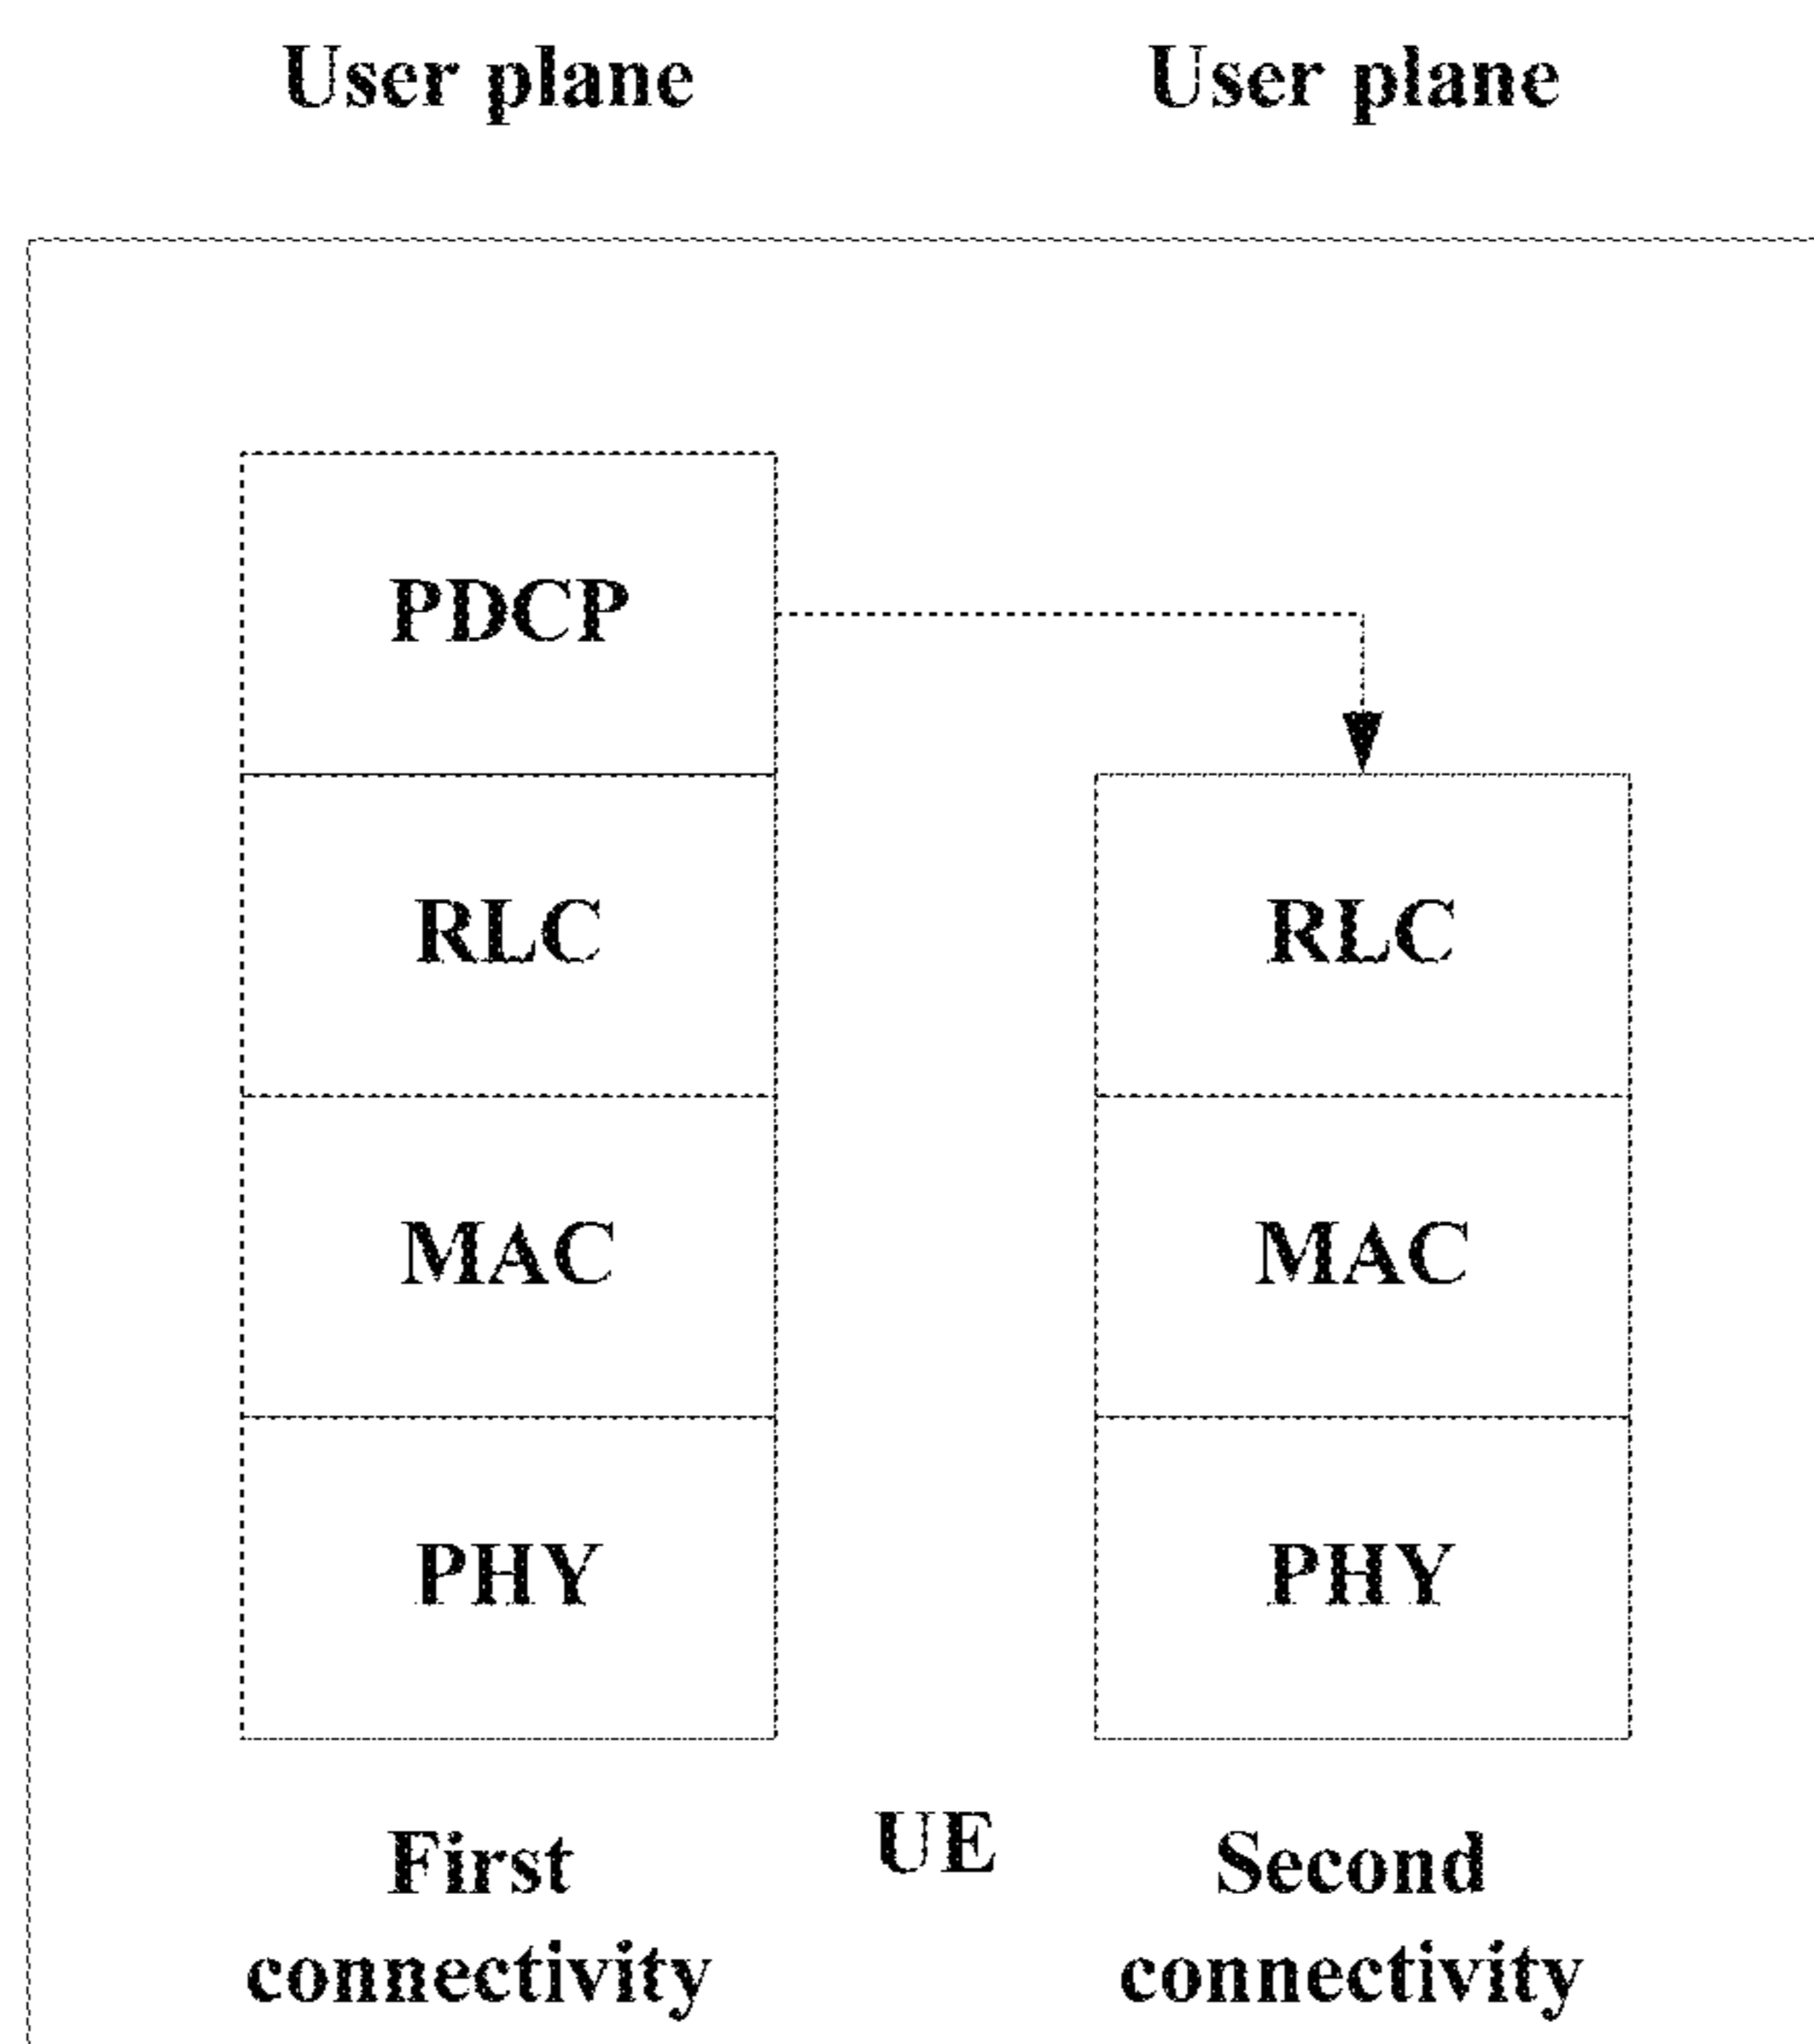 User plane
User plane
PDCP
RLC
RLC
MAC
MAC
PHY
PHY
UE
First
connectivity
Second
connectivity